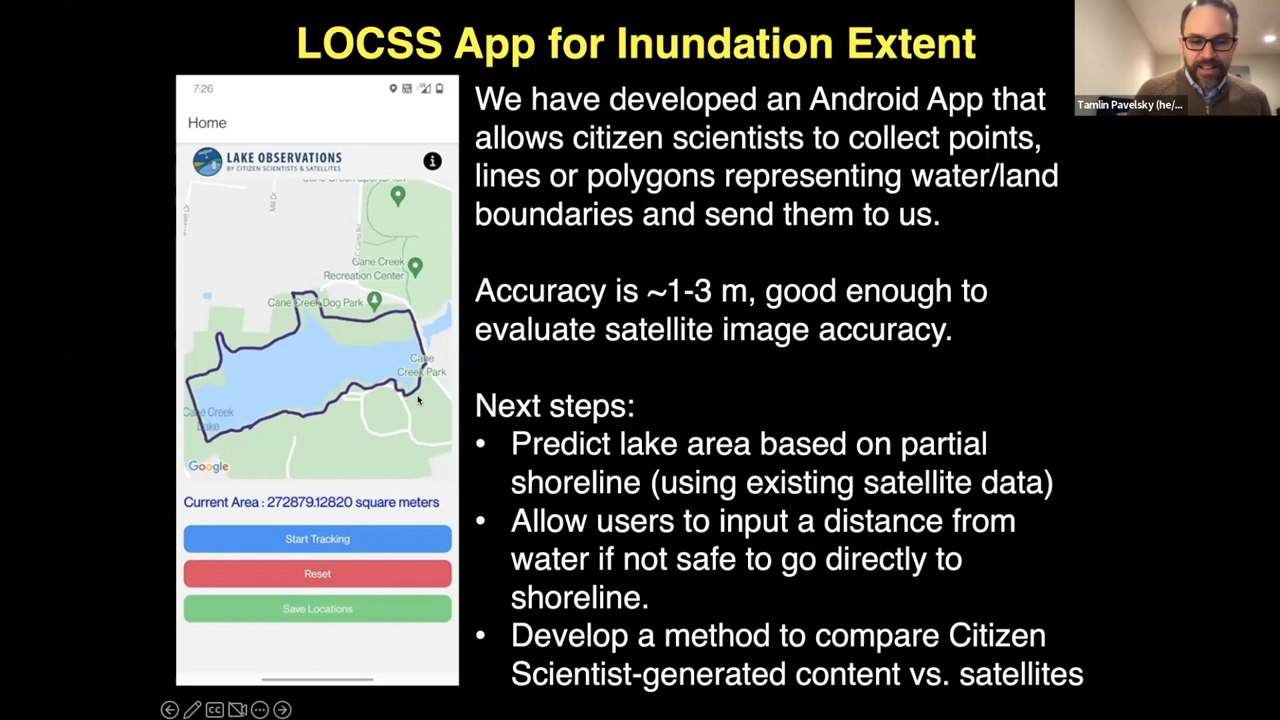 LOCSS App for Inundation Extent
Tamlin Pavelsky (he/...
7:26
Home
LAKE OBSERVATIONS
BY CITIZEN SCIENTISTS & SATELLITES
i
Mill Dr
Cane Creek
Recreation Center
Cane Creek Dog Park
Cane
Creek Park
Cane Creek
Lake
Google
Current Area : 272879.12820 square meters
Start Tracking
Reset
Save Locations
We have developed an Android App that
allows citizen scientists to collect points,
lines or polygons representing water/land
boundaries and send them to us.
Accuracy is ~1-3 m, good enough to
evaluate satellite image accuracy.
Next steps:
• Predict lake area based on partial
shoreline (using existing satellite data)
• Allow users to input a distance from
water if not safe to go directly to
shoreline.
• Develop a method to compare Citizen
Scientist-generated content vs. satellites
CC